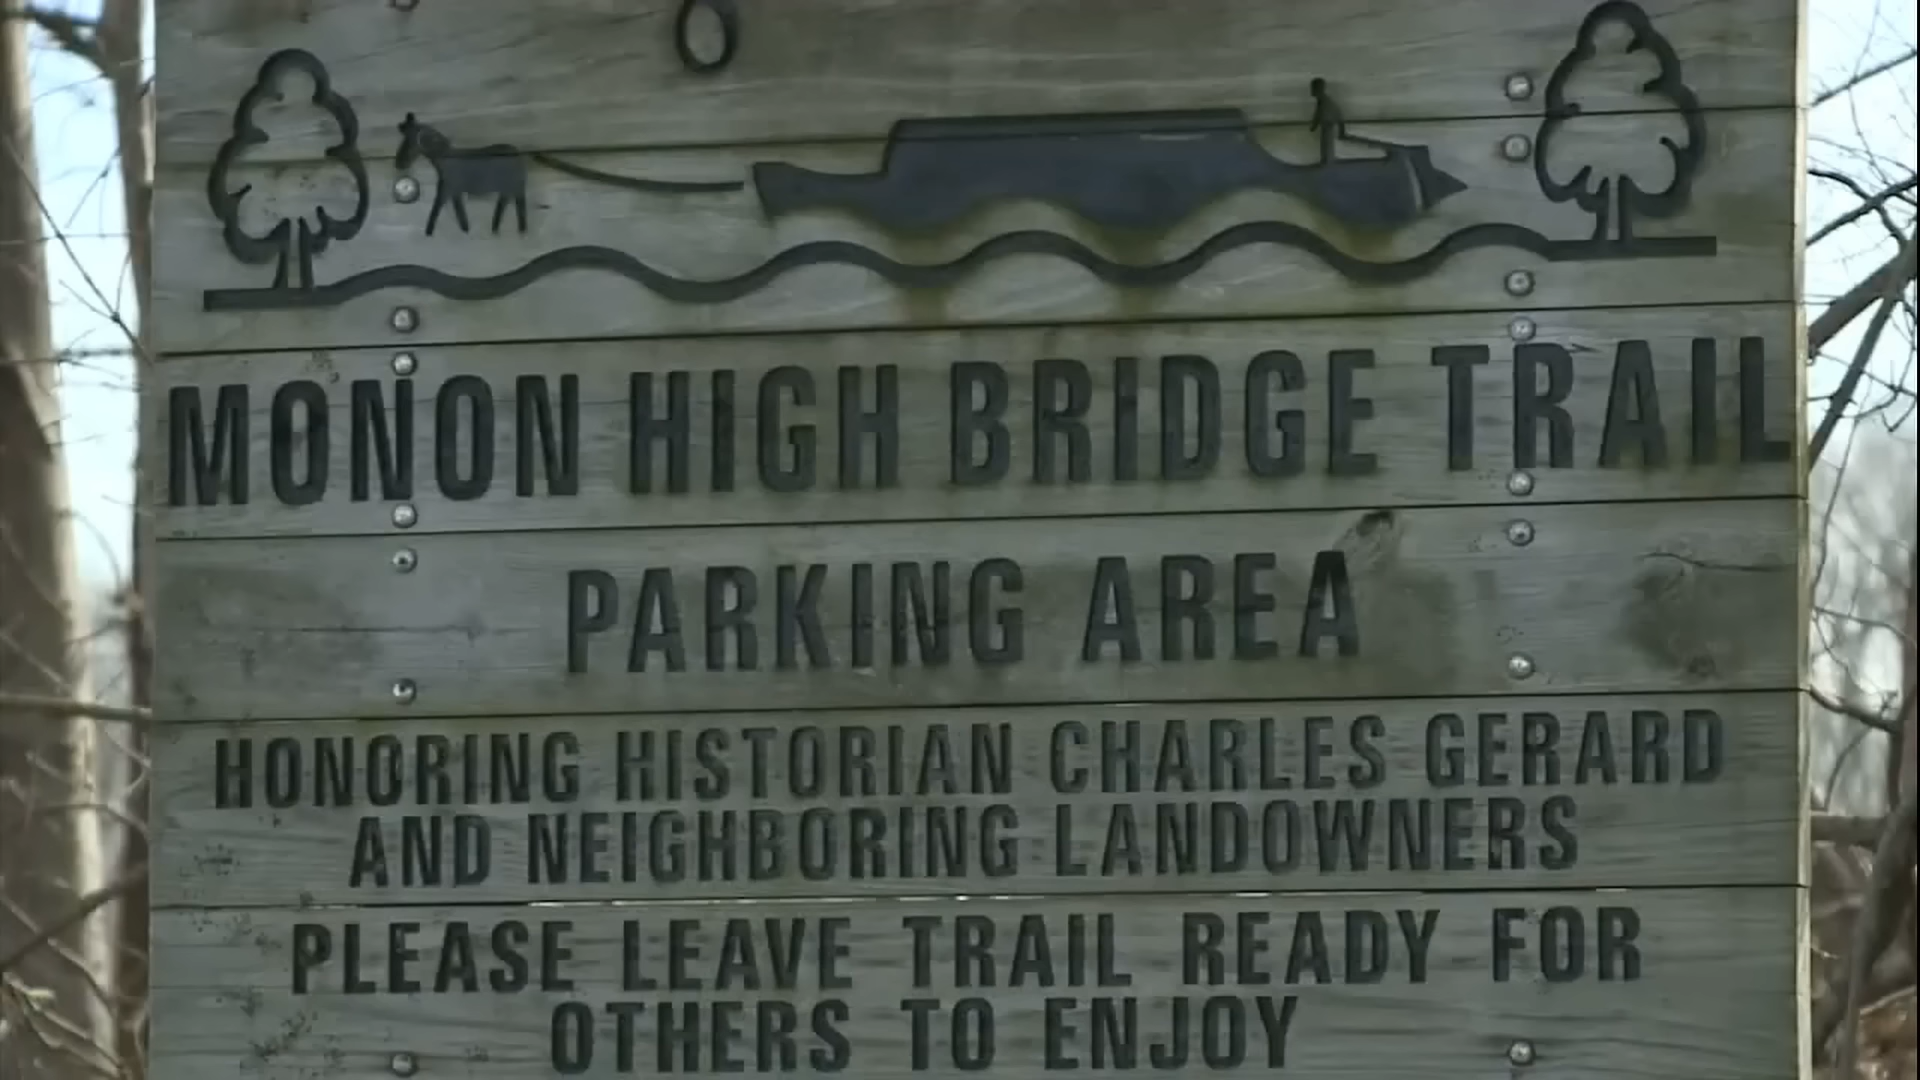 MONON HIGH BRIDGE TRAIL
PARKING AREA
HONORING HISTORIAN CHARLES GERARD
AND NEIGHBORING LANDOWNERS
PLEASE LEAVE TRAIL READY FOR
OTHERS TO ENJOY